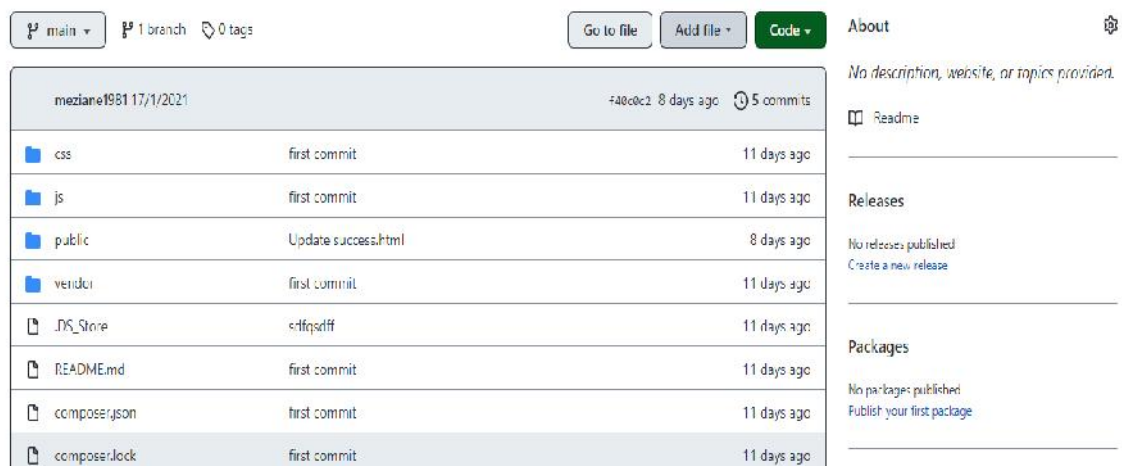 main 1 branch 0 tags Go to file Add file Code
meziane1981 17/1/2021 f40c0c2 8 days ago 5 commits
css first commit 11 days ago
js first commit 11 days ago
public Update success.html 8 days ago
vendor first commit 11 days ago
.DS_Store sdfqsdff 11 days ago
README.md first commit 11 days ago
composer.json first commit 11 days ago
composer.lock first commit 11 days ago
About
No description, website, or topics provided.
Readme
Releases
No releases published
Create a new release
Packages
No packages published
Publish your first package